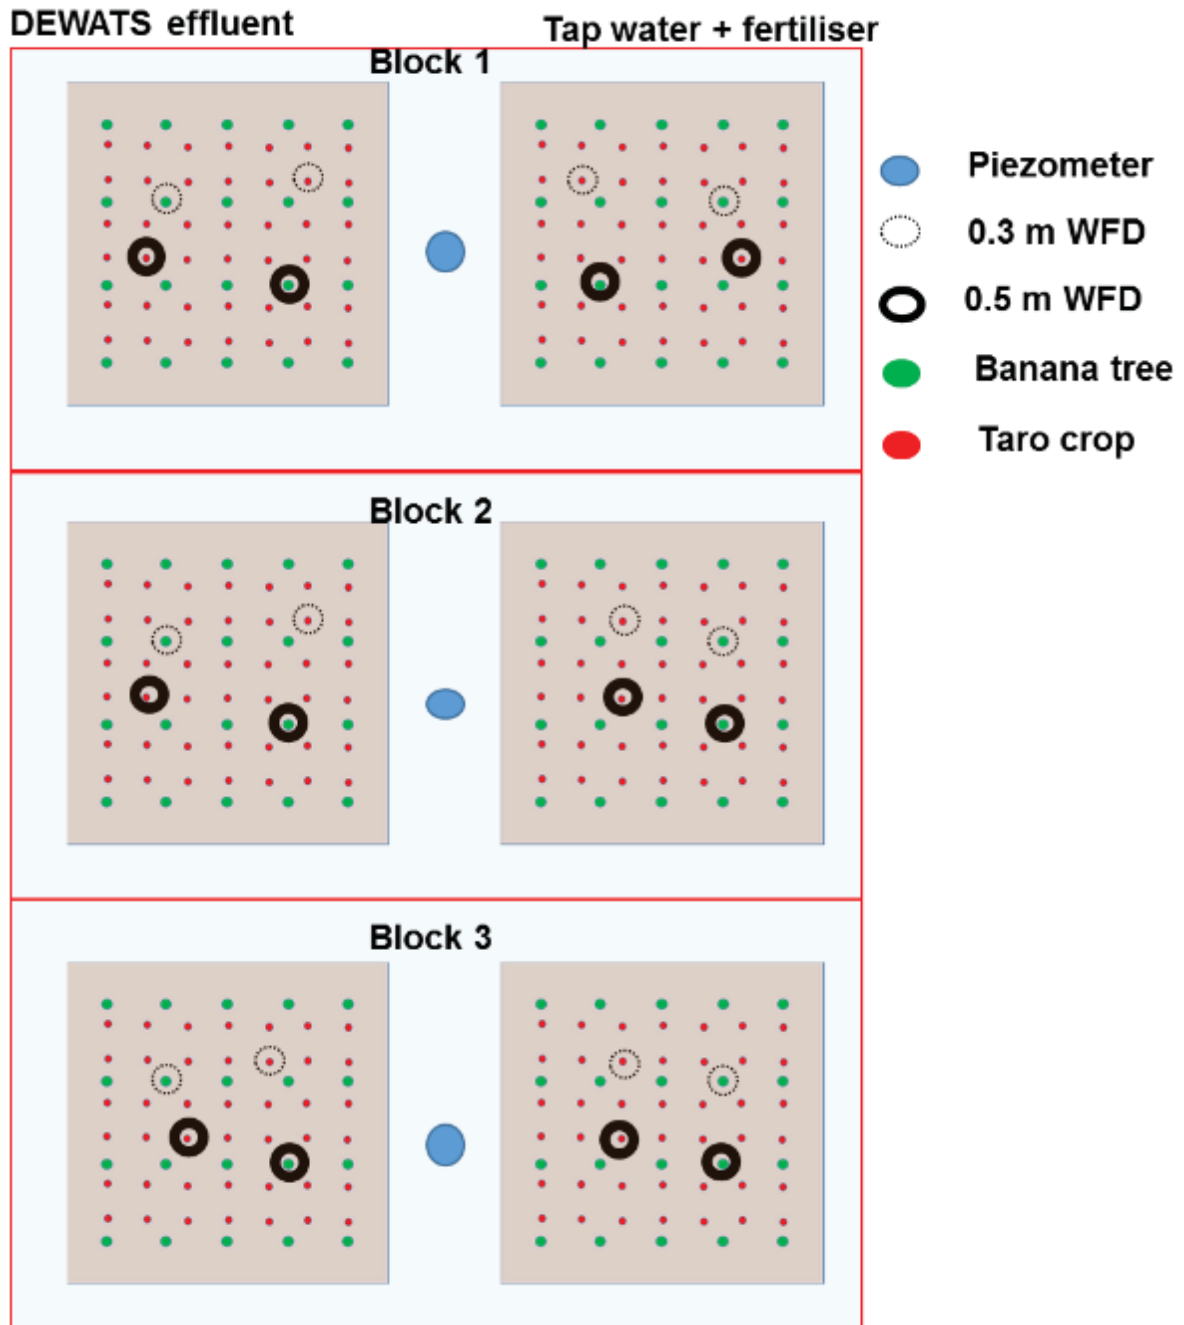 DEWATS effluent
Tap water + fertiliser
Block 1
Piezometer
0.3 m WFD
0.5 m WFD
Banana tree
Taro crop
Block 2
Block 3